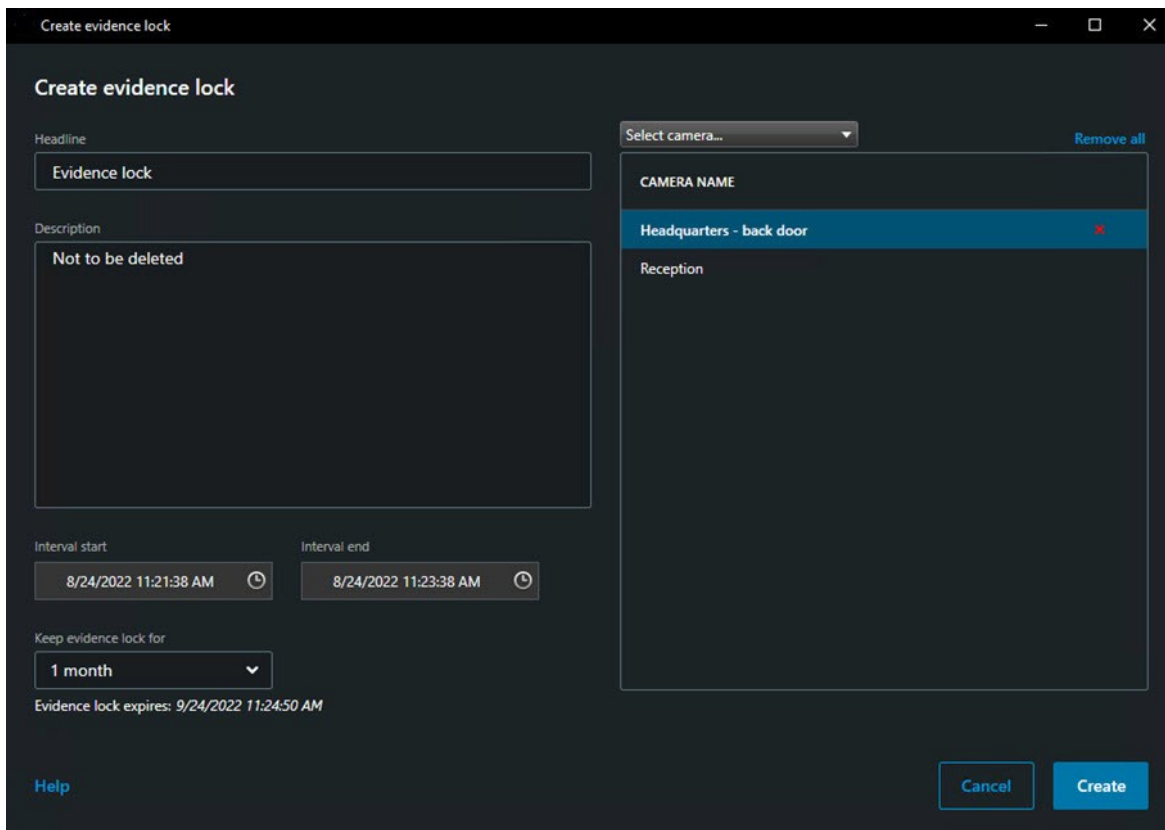 Create evidence lock
Create evidence lock
Headline
Evidence lock
Description
Not to be deleted
Interval start
Interval end
8/24/2022 11:21:38 AM
8/24/2022 11:23:38 AM
Keep evidence lock for
1 month
Evidence lock expires: 9/24/2022 11:24:50 AM
Select camera...
Remove all
CAMERA NAME
Headquarters - back door
Reception
Help
Cancel
Create